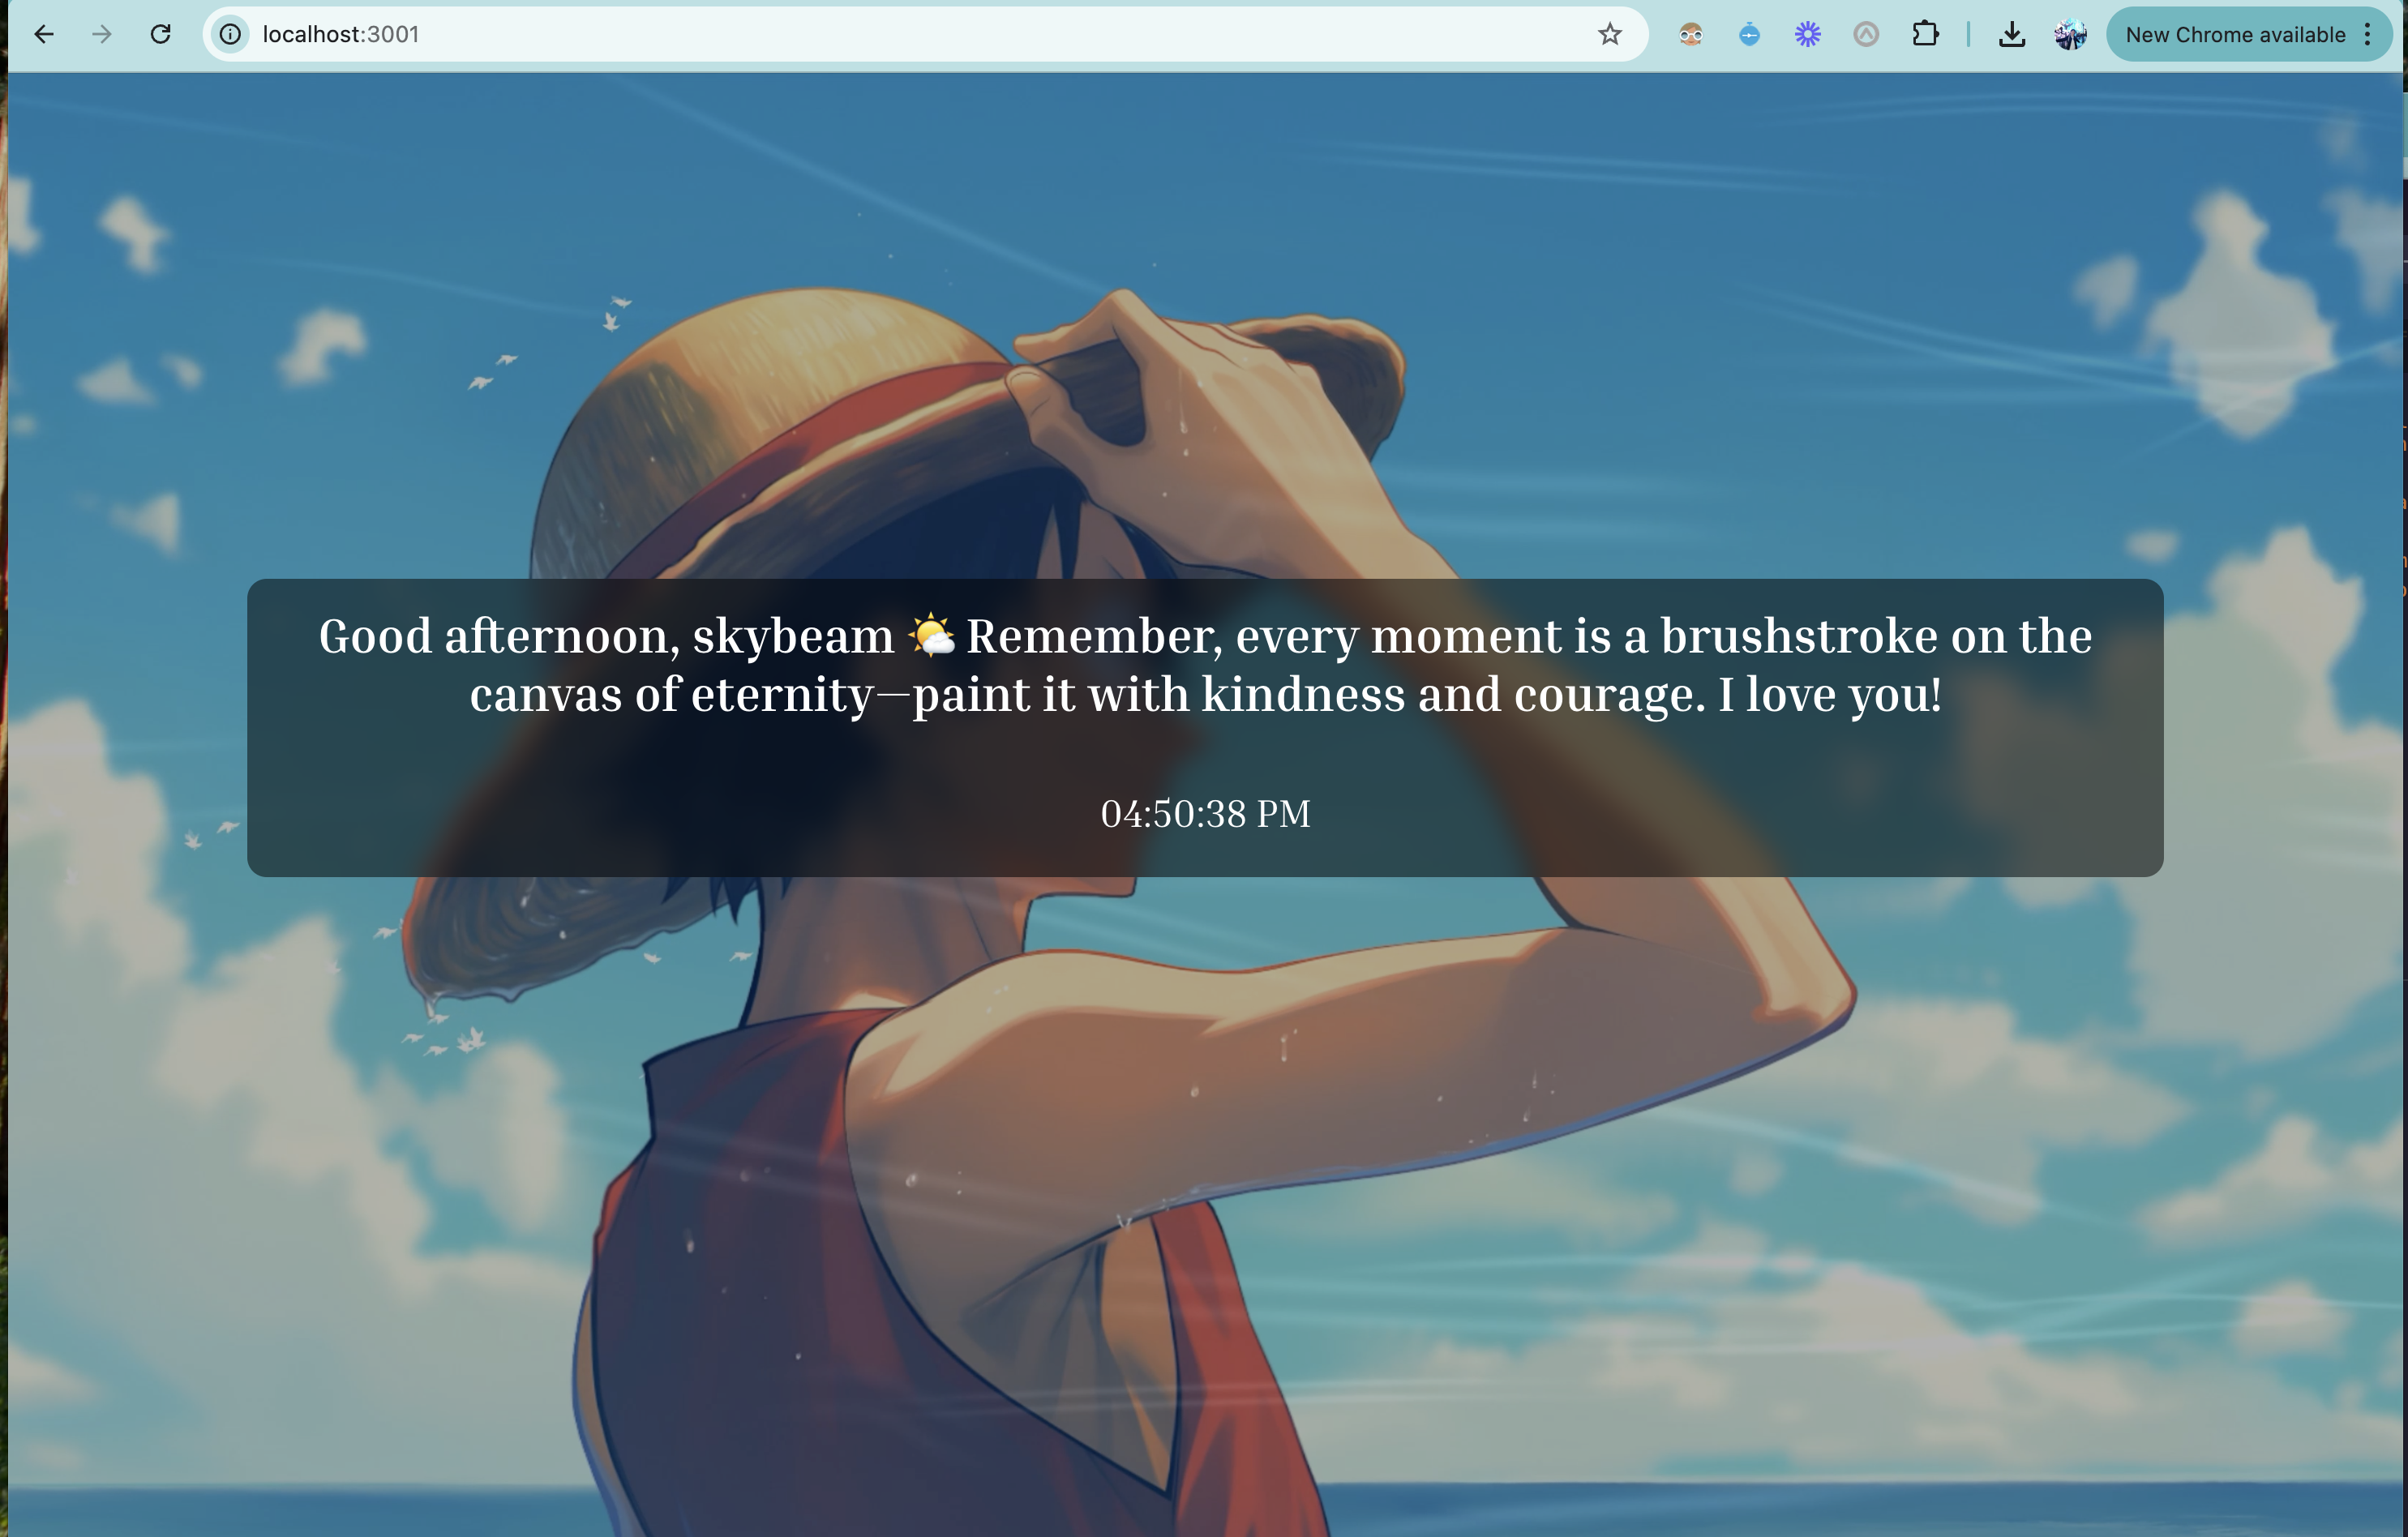 localhost:3001
New Chrome available
Good afternoon, skybeam 🌤️ Remember, every moment is a brushstroke on the
canvas of eternity—paint it with kindness and courage. I love you!
04:50:38 PM